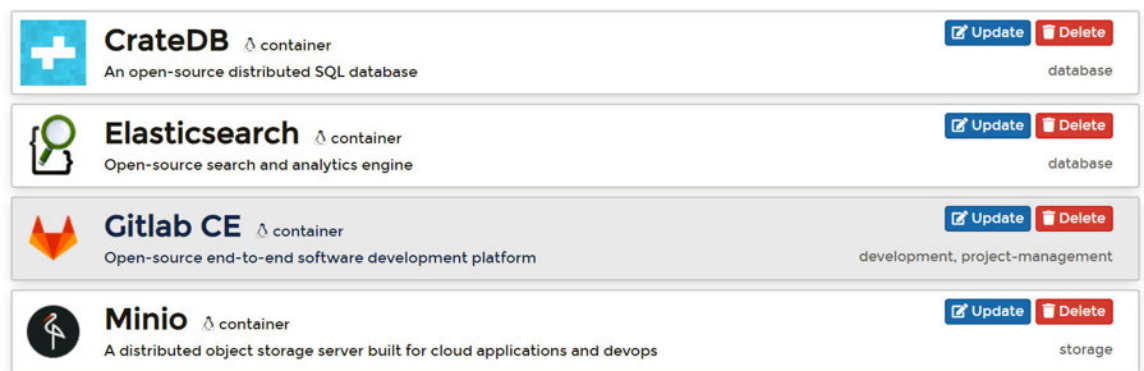 CrateDB container
Update Delete
An open-source distributed SQL database
database
Elasticsearch container
Update Delete
Open-source search and analytics engine
database
Gitlab CE container
Update Delete
Open-source end-to-end software development platform
development, project-management
Minio container
Update Delete
A distributed object storage server built for cloud applications and devops
storage